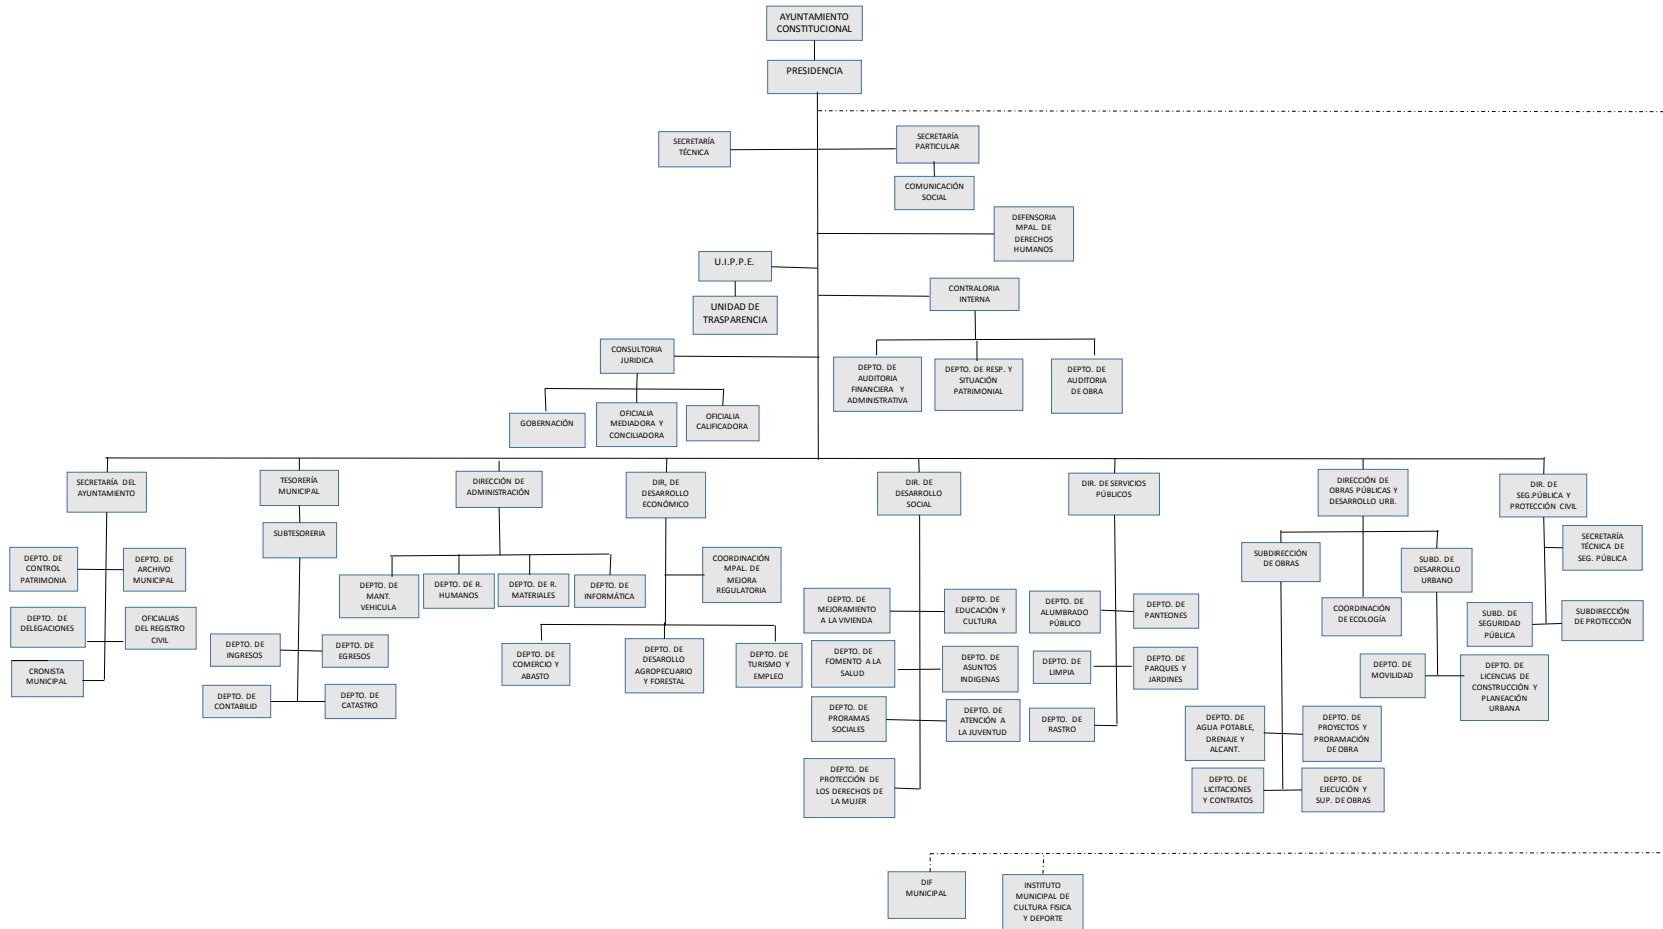 AYUNTAMIENTO
CONSTITUCIONAL
PRESIDENCIA
SECRETARÍA
TÉCNICA
SECRETARÍA
PARTICULAR
COMUNICACIÓN
SOCIAL
DEFENSORIA
MPAL. DE
DERECHOS
HUMANOS
U.I.P.P.E.
UNIDAD DE
TRASPARENCIA
CONTRALORIA
INTERNA
CONSULTORIA
JURIDICA
DEPTO. DE
AUDITORIA
FINANCIERA Y
ADMINISTRATIVA
DEPTO. DE RESP. Y
SITUACIÓN
PATRIMONIAL
DEPTO. DE
AUDITORIA
DE OBRA
GOBERNACIÓN
OFICIALIA
MEDIADORA Y
CONCILIADORA
OFICIALIA
CALIFICADORA
SECRETARÍA DEL
AYUNTAMIENTO
TESORERÍA
MUNICIPAL
DIRECCIÓN DE
ADMINISTRACIÓN
DIR, DE
DESARROLLO
ECONÓMICO
DIR. DE
DESARROLLO
SOCIAL
DIR. DE SERVICIOS
PÚBLICOS
DIRECCIÓN DE
OBRAS PÚBLICAS Y
DESARROLLO URB.
DIR. DE
SEG.PÚBLICA Y
PROTECCIÓN CIVIL
SUBTESORERIA
DEPTO. DE
CONTROL
PATRIMONIA
DEPTO. DE
ARCHIVO
MUNICIPAL
DEPTO. DE
DELEGACIONES
OFICIALIAS
DEL REGISTRO
CIVIL
CRONISTA
MUNICIPAL
DEPTO. DE
INGRESOS
DEPTO. DE
EGRESOS
DEPTO. DE
CONTABILID
DEPTO. DE
CATASTRO
DEPTO. DE
MANT.
VEHICULA
DEPTO. DE R.
HUMANOS
DEPTO. DE R.
MATERIALES
DEPTO. DE
INFORMÁTICA
COORDINACIÓN
MPAL. DE
MEJORA
REGULATORIA
DEPTO. DE
COMERCIO Y
ABASTO
DEPTO. DE
DESAROLLO
AGROPECUARIO
Y FORESTAL
DEPTO. DE
TURISMO Y
EMPLEO
DEPTO. DE
MEJORAMIENTO
A LA VIVIENDA
DEPTO. DE
EDUCACIÓN Y
CULTURA
DEPTO. DE
FOMENTO A LA
SALUD
DEPTO. DE
ASUNTOS
INDIGENAS
DEPTO. DE
PRORAMAS
SOCIALES
DEPTO. DE
ATENCIÓN A
LA JUVENTUD
DEPTO. DE
PROTECCIÓN DE
LOS DERECHOS DE
LA MUJER
DEPTO. DE
ALUMBRADO
PÚBLICO
DEPTO. DE
PANTEONES
DEPTO. DE
LIMPIA
DEPTO. DE
PARQUES Y
JARDINES
DEPTO. DE
RASTRO
SUBDIRECCIÓN
DE OBRAS
SUBD. DE
DESARROLLO
URBANO
COORDINACIÓN
DE ECOLOGÍA
DEPTO. DE
MOVILIDAD
DEPTO. DE
LICENCIAS DE
CONSTRUCCIÓN Y
PLANEACIÓN
URBANA
DEPTO. DE
AGUA POTABLE,
DRENAJE Y
ALCANT.
DEPTO. DE
PROYECTOS Y
PRORAMACIÓN
DE OBRA
DEPTO. DE
LICITACIONES
Y CONTRATOS
DEPTO. DE
EJECUCIÓN Y
SUP. DE OBRAS
SECRETARÍA
TÉCNICA DE
SEG. PÚBLICA
SUBD. DE
SEGURIDAD
PÚBLICA
SUBDIRECCIÓN
DE PROTECCIÓN
DIF
MUNICIPAL
INSTITUTO
MUNICIPAL DE
CULTURA FISICA
Y DEPORTE